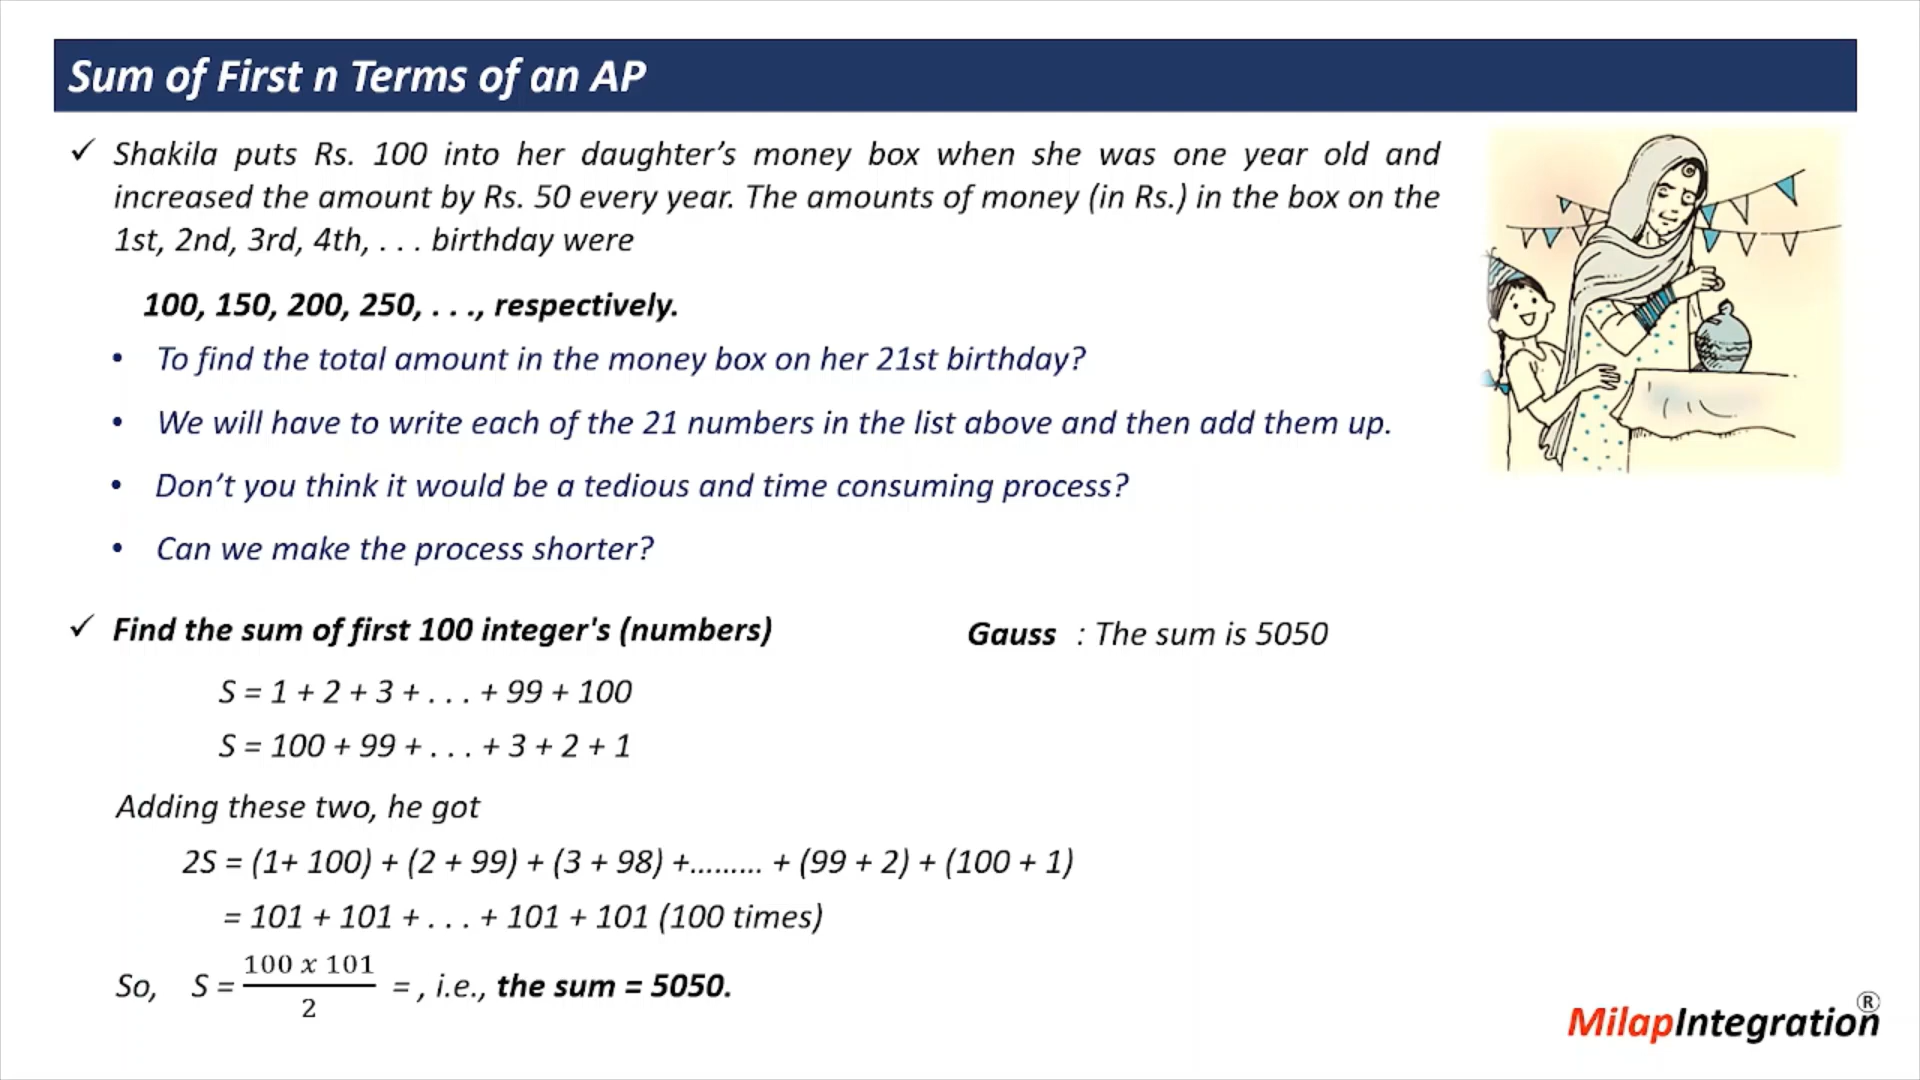 Sum of First n Terms of an AP
✓ Shakila puts Rs. 100 into her daughter’s money box when she was one year old and
increased the amount by Rs. 50 every year. The amounts of money (in Rs.) in the box on the
1st, 2nd, 3rd, 4th, . . . birthday were
100, 150, 200, 250, . . ., respectively.
• To find the total amount in the money box on her 21st birthday?
• We will have to write each of the 21 numbers in the list above and then add them up.
• Don’t you think it would be a tedious and time consuming process?
• Can we make the process shorter?
✓ Find the sum of first 100 integer's (numbers)
Gauss : The sum is 5050
S = 1 + 2 + 3 + . . . + 99 + 100
S = 100 + 99 + . . . + 3 + 2 + 1
Adding these two, he got
2S = (1+ 100) + (2 + 99) + (3 + 98) +......... + (99 + 2) + (100 + 1)
= 101 + 101 + . . . + 101 + 101 (100 times)
So, S = 100 x 101 / 2 = , i.e., the sum = 5050.
MilapIntegration®